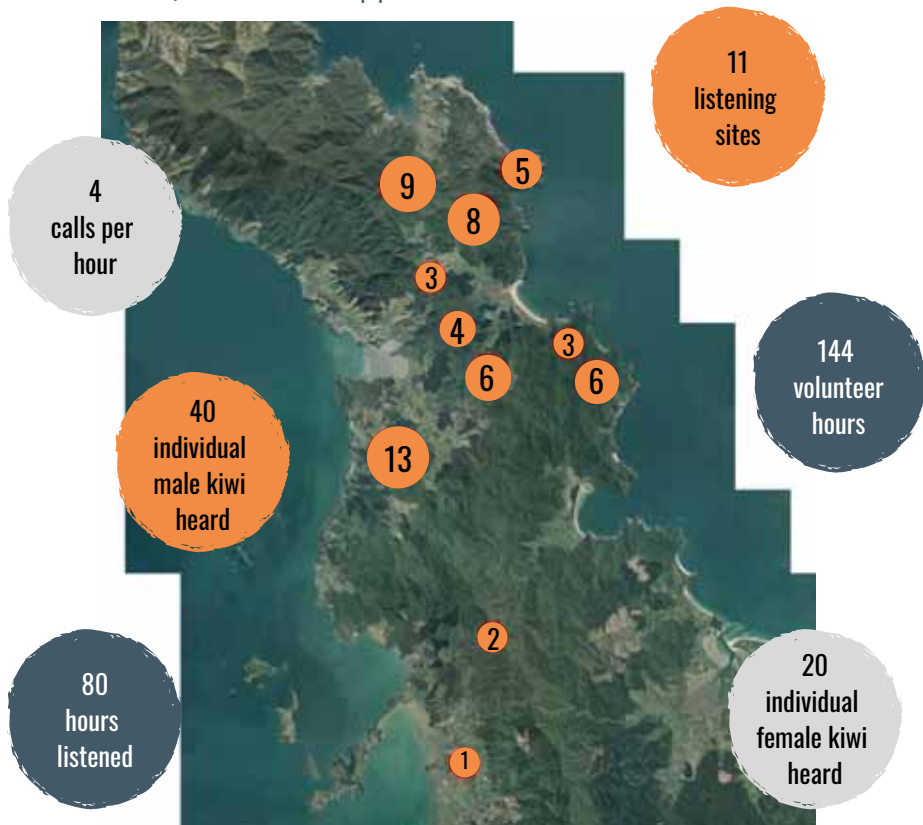 11
listening
sites
5
9
8
4
calls per
hour
3
4
3
6
6
144
volunteer
hours
40
individual
male kiwi
heard
13
2
80
hours
listened
20
individual
female kiwi
heard
1